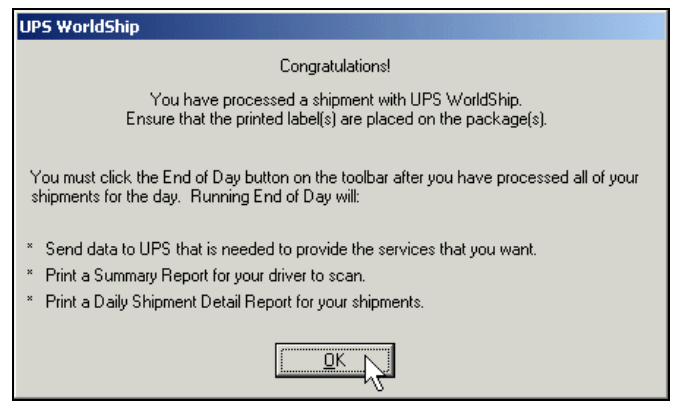 UPS WorldShip
Congratulations!
You have processed a shipment with UPS WorldShip.
Ensure that the printed label(s) are placed on the package(s).
You must click the End of Day button on the toolbar after you have processed all of your
shipments for the day.  Running End of Day will:
*  Send data to UPS that is needed to provide the services that you want.
*  Print a Summary Report for your driver to scan.
*  Print a Daily Shipment Detail Report for your shipments.
OK